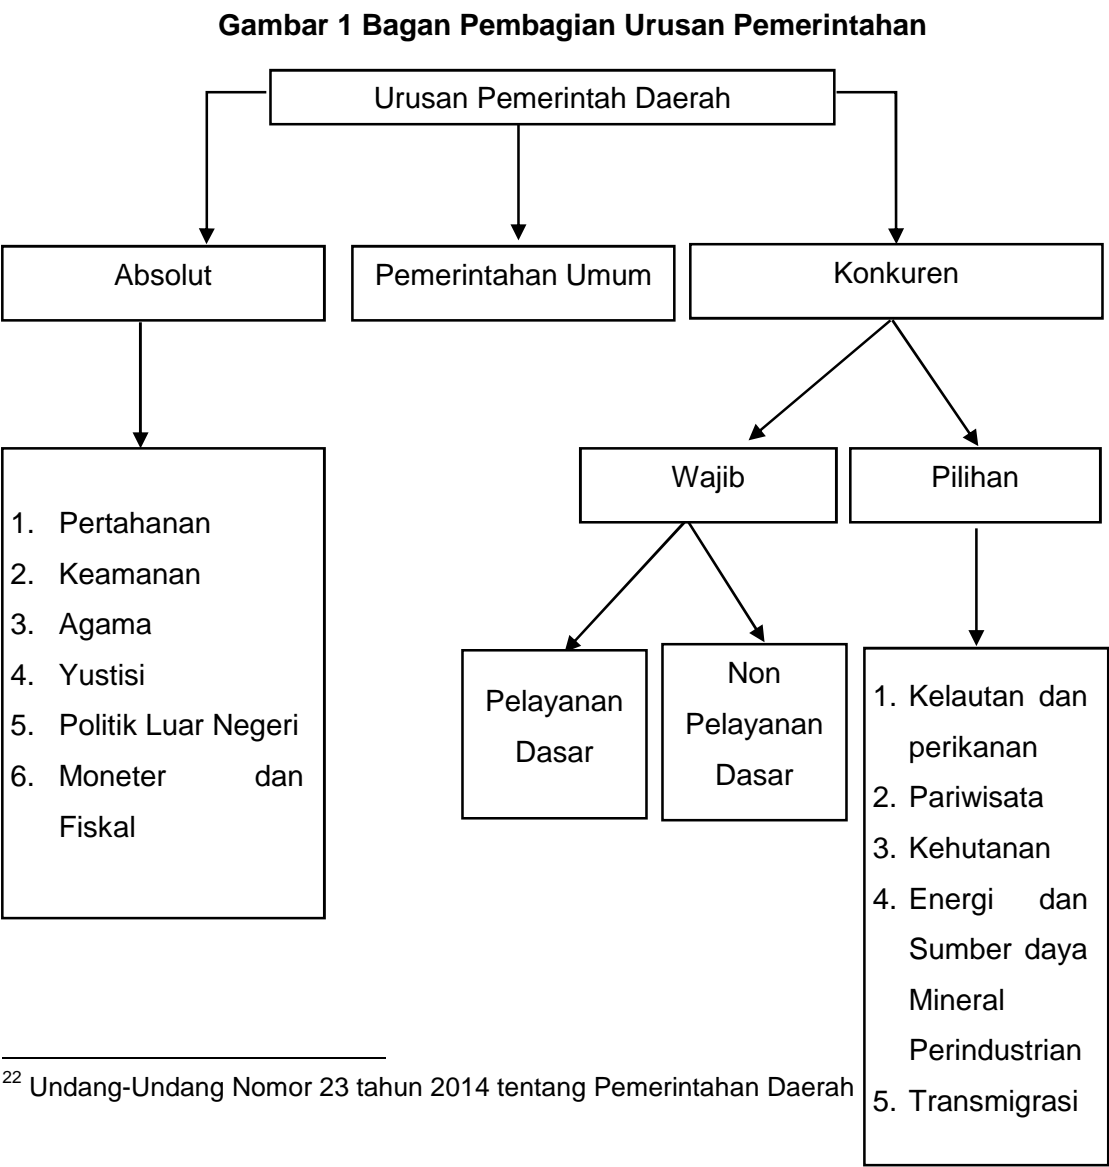 Gambar 1 Bagan Pembagian Urusan Pemerintahan
Urusan Pemerintah Daerah
Absolut
Pemerintahan Umum
Konkuren
1. Pertahanan
2. Keamanan
3. Agama
4. Yustisi
5. Politik Luar Negeri
6. Moneter dan
Fiskal
Wajib
Pilihan
Pelayanan
Dasar
Non
Pelayanan
Dasar
1. Kelautan dan
perikanan
2. Pariwisata
3. Kehutanan
4. Energi dan
Sumber daya
Mineral
Perindustrian
5. Transmigrasi
22 Undang-Undang Nomor 23 tahun 2014 tentang Pemerintahan Daerah